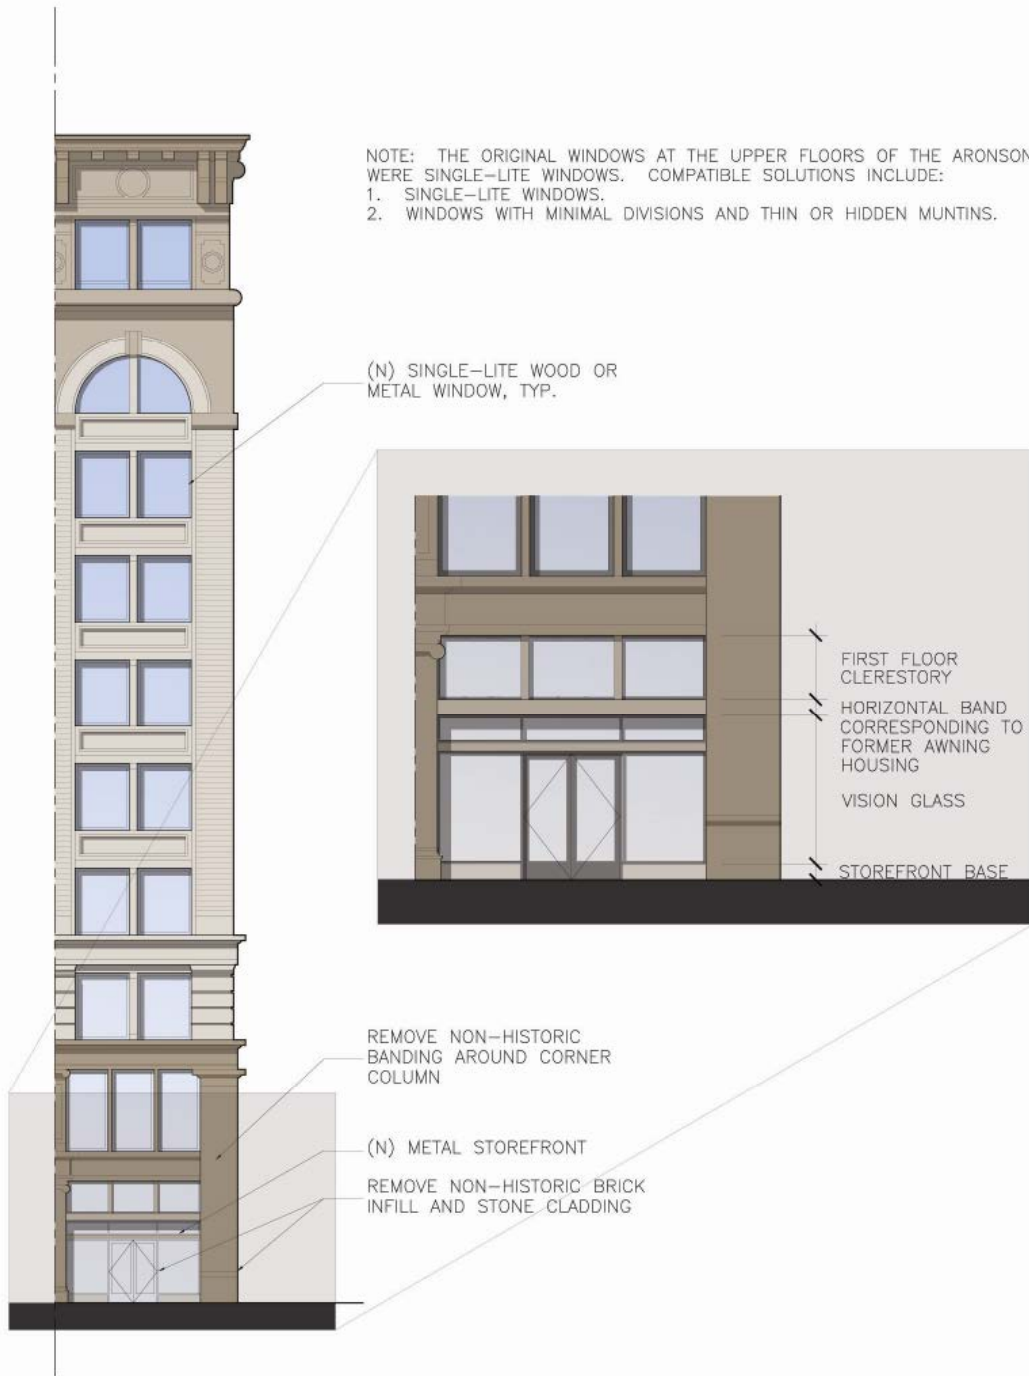 NOTE: THE ORIGINAL WINDOWS AT THE UPPER FLOORS OF THE ARONSON
WERE SINGLE-LITE WINDOWS. COMPATIBLE SOLUTIONS INCLUDE:
1. SINGLE-LITE WINDOWS.
2. WINDOWS WITH MINIMAL DIVISIONS AND THIN OR HIDDEN MUNTINS.
(N) SINGLE-LITE WOOD OR
METAL WINDOW, TYP.
FIRST FLOOR
CLERESTORY
HORIZONTAL BAND
CORRESPONDING TO
FORMER AWNING
HOUSING
VISION GLASS
STOREFRONT BASE
REMOVE NON-HISTORIC
BANDING AROUND CORNER
COLUMN
(N) METAL STOREFRONT
REMOVE NON-HISTORIC BRICK
INFILL AND STONE CLADDING